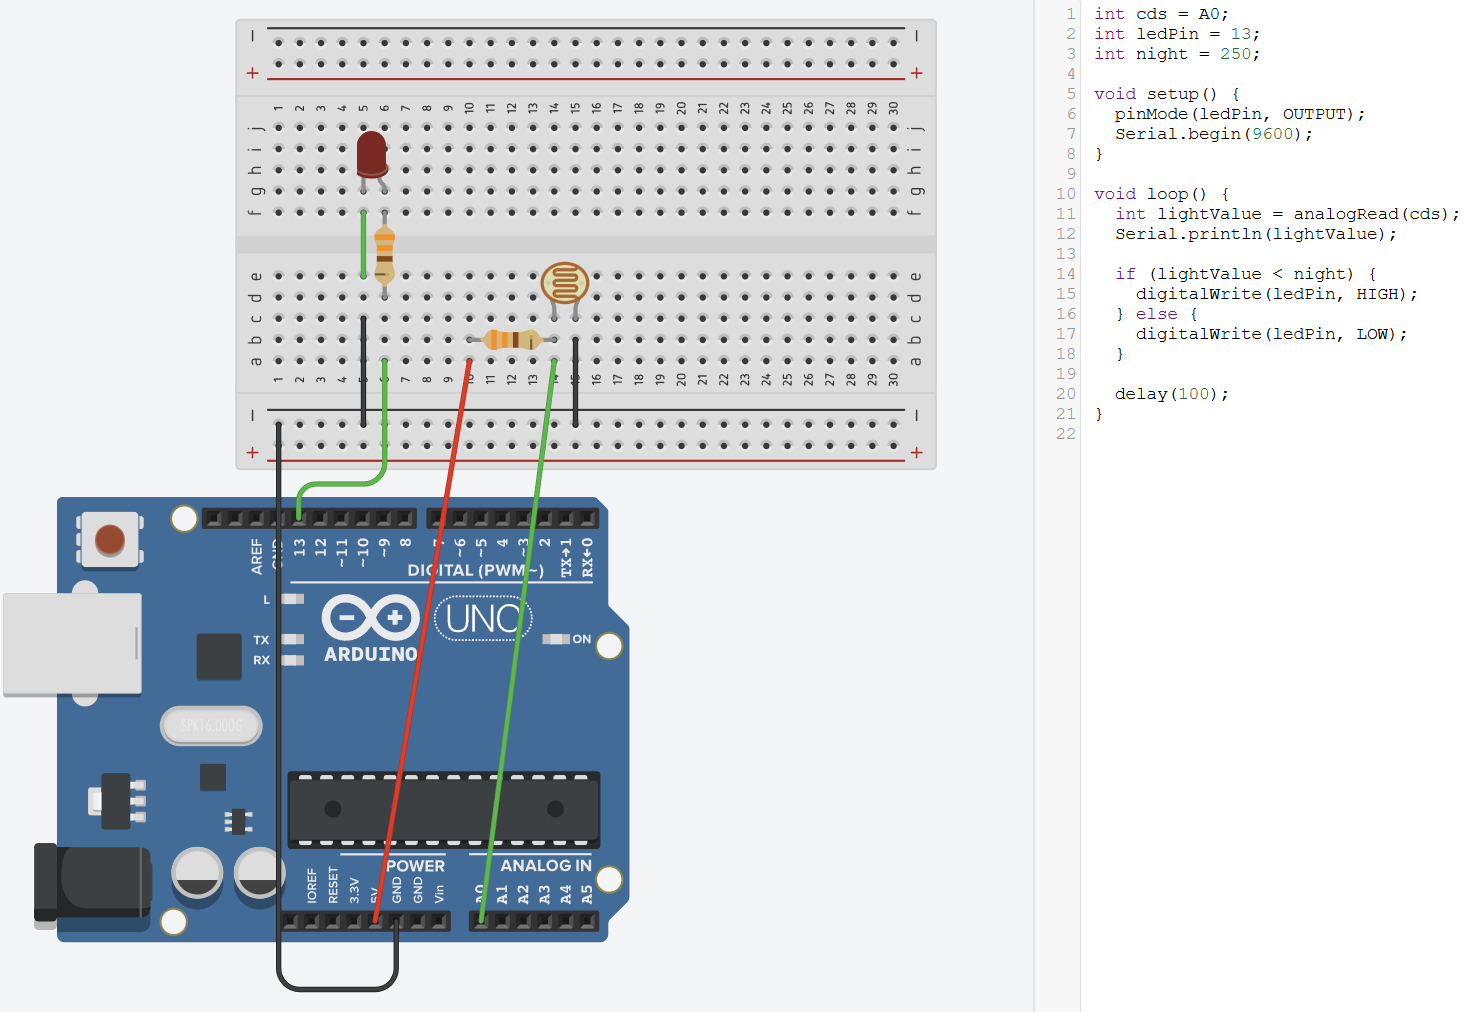 − −
+ +
1 2 3 4 5 6 7 8 9 10 11 12 13 14 15 16 17 18 19 20 21 22 23 24 25 26 27 28 29 30
j j
i i
h h
g g
f f
e e
d d
c c
b b
a a
1 2 3 4 5 6 7 8 9 10 11 12 13 14 15 16 17 18 19 20 21 22 23 24 25 26 27 28 29 30
− −
+ +
AREF GND 13 12 ~11 ~10 ~9 8 7 ~6 ~5 4 ~3 2 TX→1 RX←0
DIGITAL (PWM~)
L
TX
RX
UNO
ON
ARDUINO
SPK16.000G
POWER ANALOG IN
IOREF RESET 3.3V 5V GND GND Vin A0 A1 A2 A3 A4 A5
1 int cds = A0;
2 int ledPin = 13;
3 int night = 250;
4
5 void setup() {
6 pinMode(ledPin, OUTPUT);
7 Serial.begin(9600);
8 }
9
10 void loop() {
11 int lightValue = analogRead(cds);
12 Serial.println(lightValue);
13
14 if (lightValue < night) {
15 digitalWrite(ledPin, HIGH);
16 } else {
17 digitalWrite(ledPin, LOW);
18 }
19
20 delay(100);
21 }
22